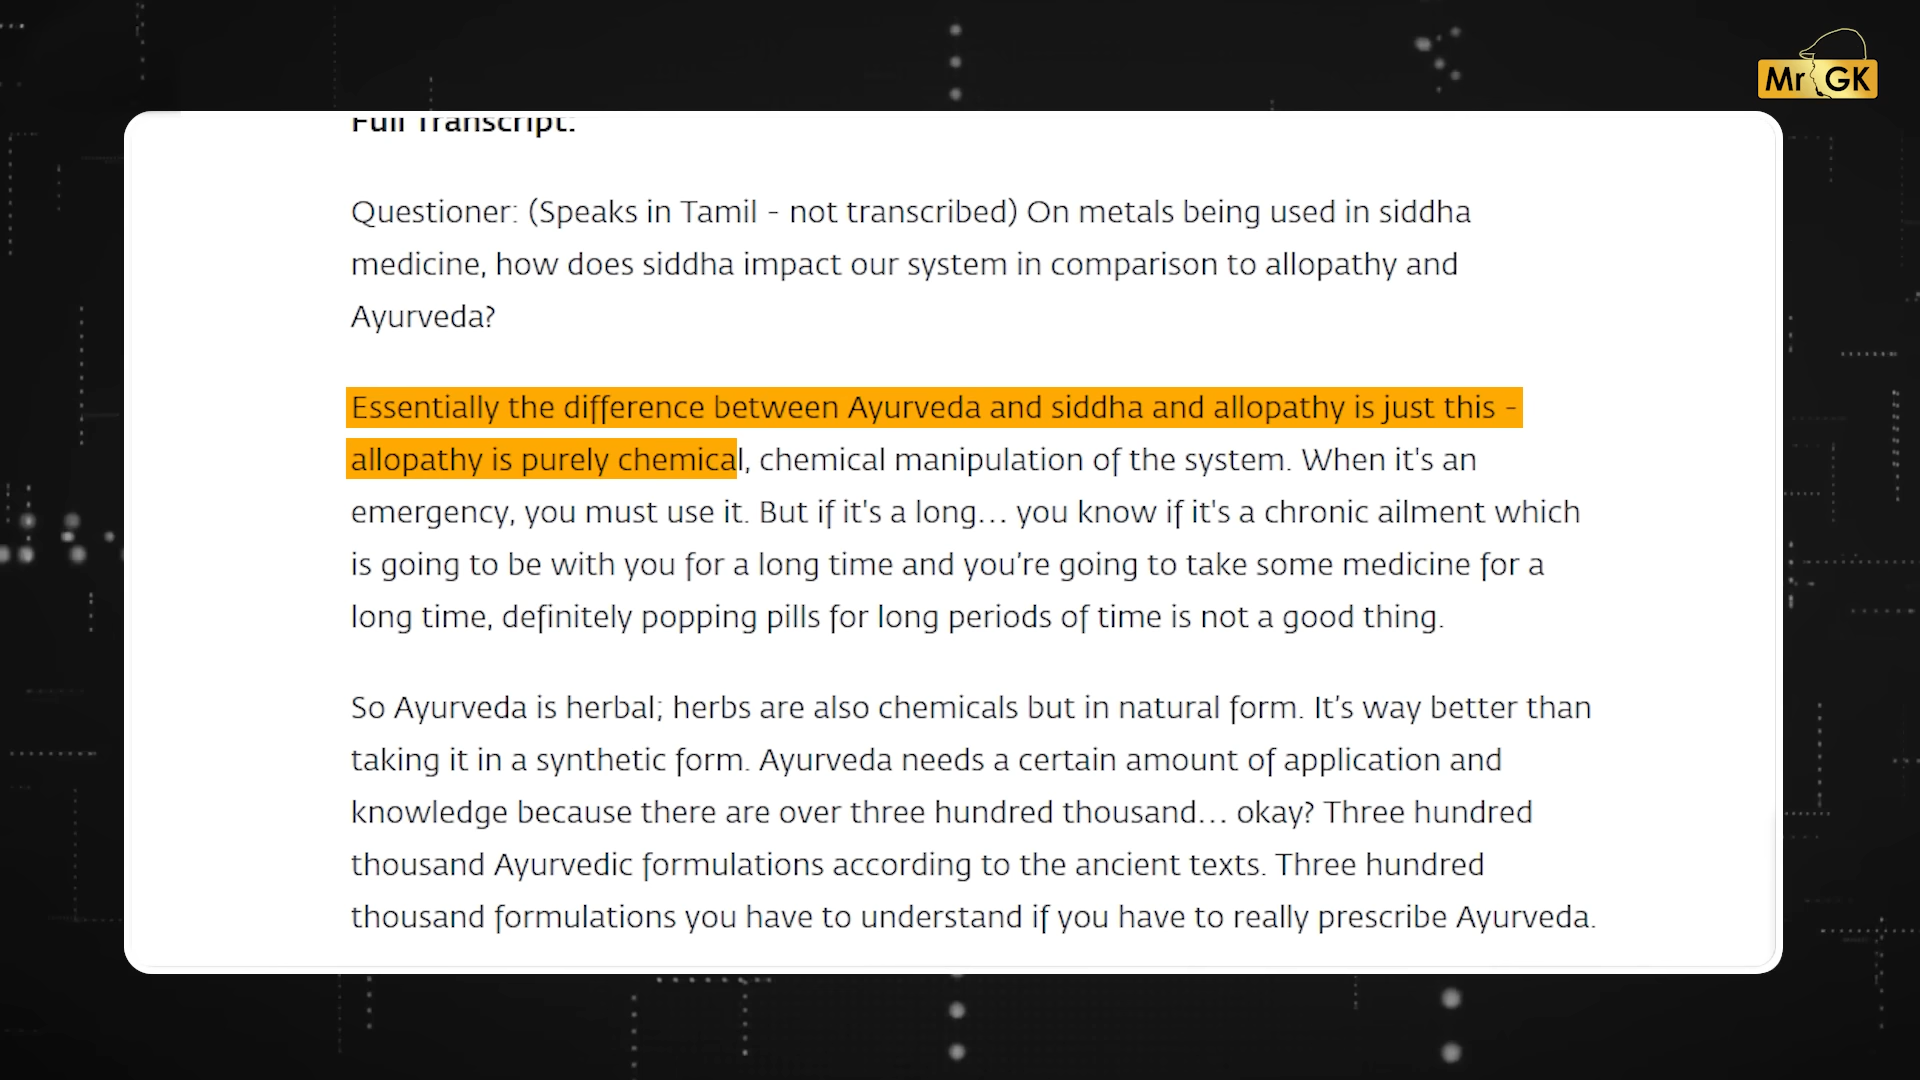 Mr GK
Full Transcript:
Questioner: (Speaks in Tamil - not transcribed) On metals being used in siddha
medicine, how does siddha impact our system in comparison to allopathy and
Ayurveda?
Essentially the difference between Ayurveda and siddha and allopathy is just this -
allopathy is purely chemical, chemical manipulation of the system. When it's an
emergency, you must use it. But if it's a long… you know if it's a chronic ailment which
is going to be with you for a long time and you’re going to take some medicine for a
long time, definitely popping pills for long periods of time is not a good thing.
So Ayurveda is herbal; herbs are also chemicals but in natural form. It’s way better than
taking it in a synthetic form. Ayurveda needs a certain amount of application and
knowledge because there are over three hundred thousand… okay? Three hundred
thousand Ayurvedic formulations according to the ancient texts. Three hundred
thousand formulations you have to understand if you have to really prescribe Ayurveda.